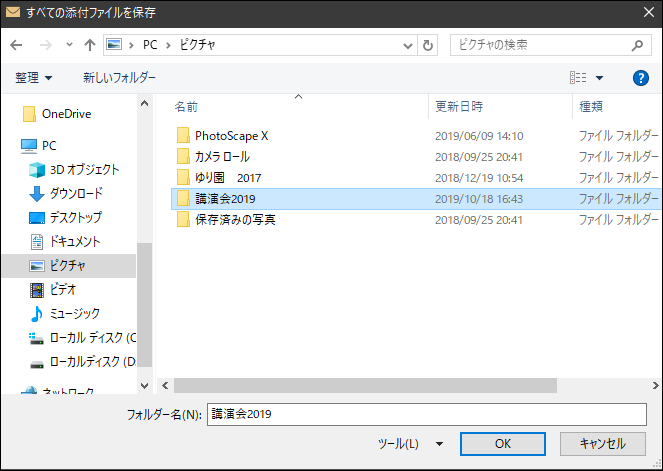 すべての添付ファイルを保存
PC > ピクチャ
ピクチャの検索
整理 新しいフォルダー
名前 更新日時 種類
OneDrive
PC
3D オブジェクト
ダウンロード
デスクトップ
ドキュメント
ピクチャ
ビデオ
ミュージック
ローカル ディスク (C
ローカルディスク (D.
ネットワーク
PhotoScape X 2019/06/09 14:10 ファイル フォルダー
カメラ ロール 2018/09/25 20:41 ファイル フォルダー
ゆり園　2017 2018/12/19 10:54 ファイル フォルダー
講演会2019 2019/10/18 16:43 ファイル フォルダー
保存済みの写真 2018/09/25 20:41 ファイル フォルダー
フォルダー名(N): 講演会2019
ツール(L) OK キャンセル